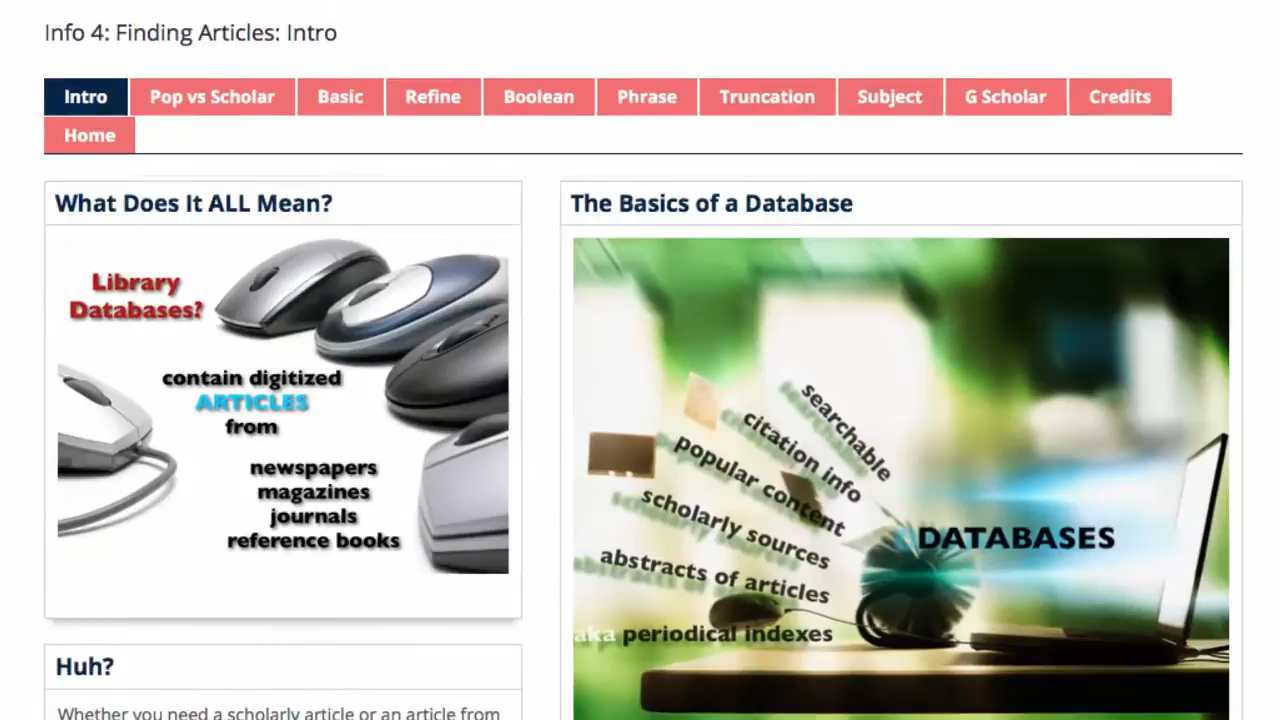 Info 4: Finding Articles: Intro
Intro
Pop vs Scholar
Basic
Refine
Boolean
Phrase
Truncation
Subject
G Scholar
Credits
Home
What Does It ALL Mean?
Library
Databases?
contain digitized
ARTICLES
from
newspapers
magazines
journals
reference books
Huh?
Whether you need a scholarly article or an article from
The Basics of a Database
searchable
citation info
popular content
scholarly sources
abstracts of articles
aka periodical indexes
DATABASES